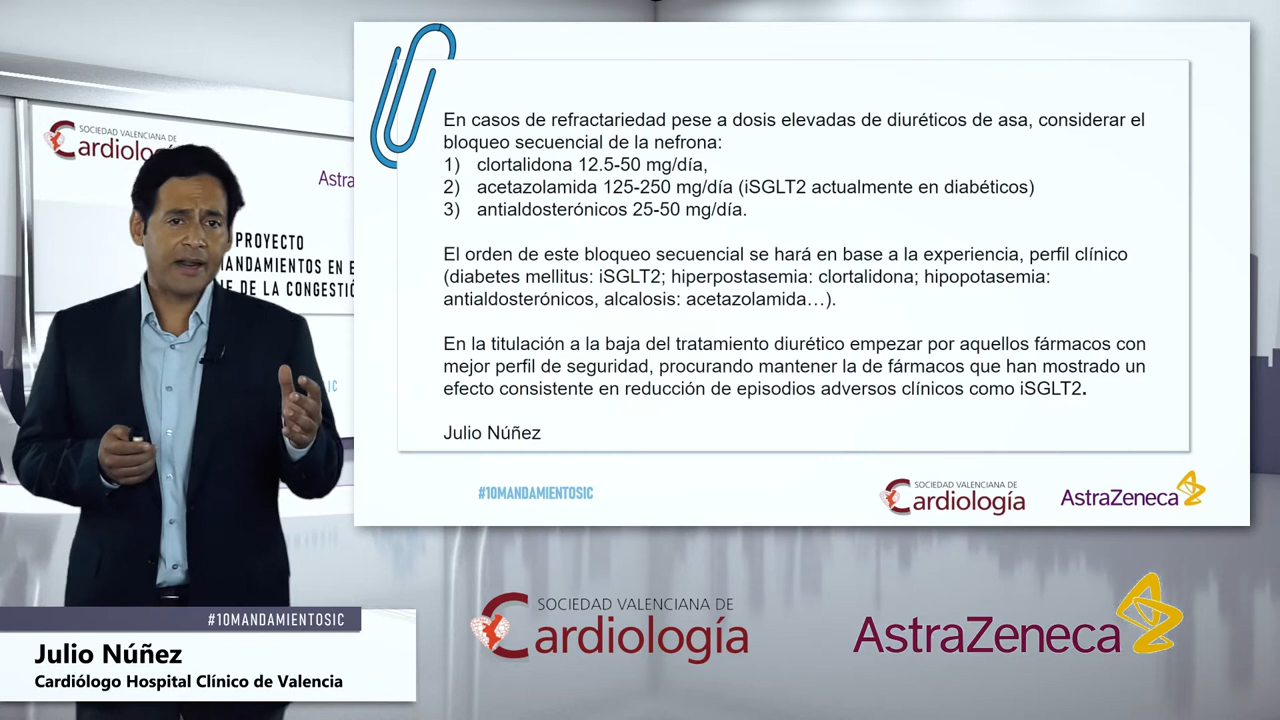 SOCIEDAD VALENCIANA DE
Cardiolo
Astra
PROYECTO
MANDAMIENTOS EN E
DE LA CONGESTIÓ
IC
En casos de refractariedad pese a dosis elevadas de diuréticos de asa, considerar el
bloqueo secuencial de la nefrona:
1) clortalidona 12.5-50 mg/día,
2) acetazolamida 125-250 mg/día (iSGLT2 actualmente en diabéticos)
3) antialdosterónicos 25-50 mg/día.
El orden de este bloqueo secuencial se hará en base a la experiencia, perfil clínico
(diabetes mellitus: iSGLT2; hiperpostasemia: clortalidona; hipopotasemia:
antialdosterónicos, alcalosis: acetazolamida…).
En la titulación a la baja del tratamiento diurético empezar por aquellos fármacos con
mejor perfil de seguridad, procurando mantener la de fármacos que han mostrado un
efecto consistente en reducción de episodios adversos clínicos como iSGLT2.
Julio Núñez
#10MANDAMIENTOSIC
SOCIEDAD VALENCIANA DE
Cardiología
AstraZeneca
#10MANDAMIENTOSIC
Julio Núñez
Cardiólogo Hospital Clínico de Valencia
SOCIEDAD VALENCIANA DE
Cardiología
AstraZeneca